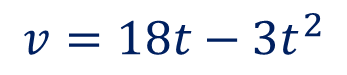 v = 18t − 3t²